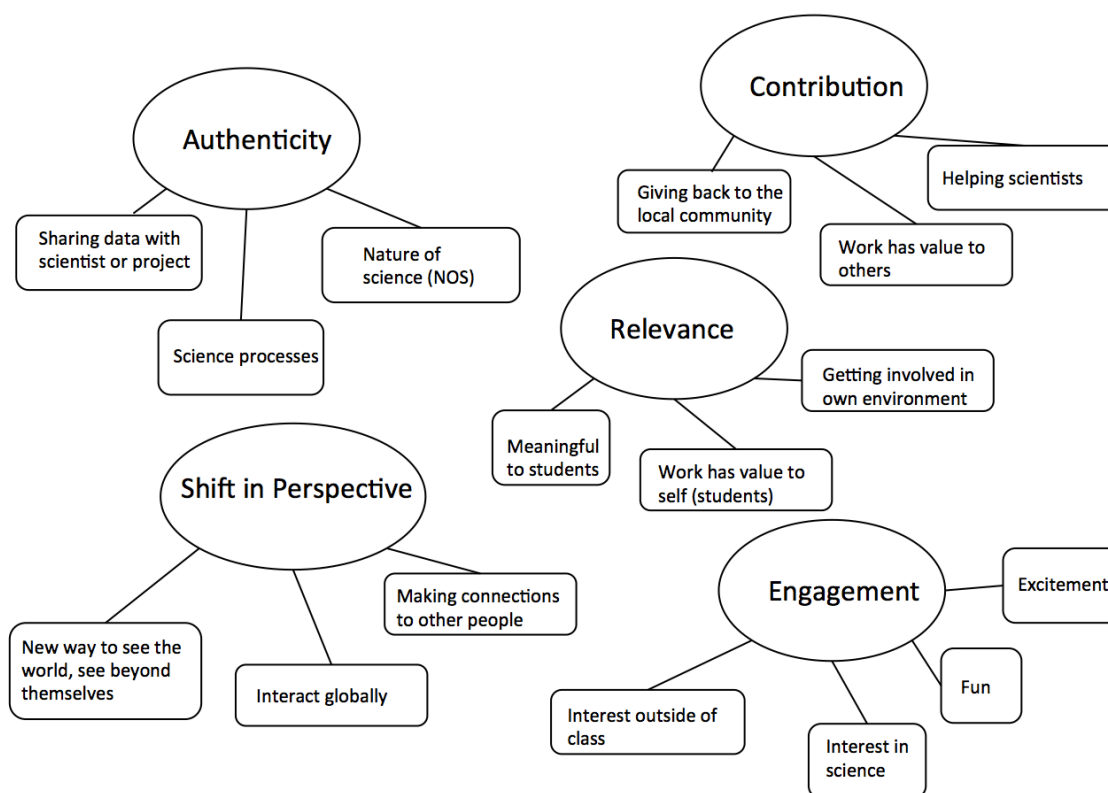 Authenticity
Sharing data with
scientist or project
Science processes
Nature of
science (NOS)
Contribution
Giving back to the
local community
Work has value to
others
Helping scientists
Relevance
Meaningful
to students
Work has value to
self (students)
Getting involved in
own environment
Shift in Perspective
New way to see the
world, see beyond
themselves
Interact globally
Making connections
to other people
Engagement
Interest outside of
class
Interest in
science
Fun
Excitement